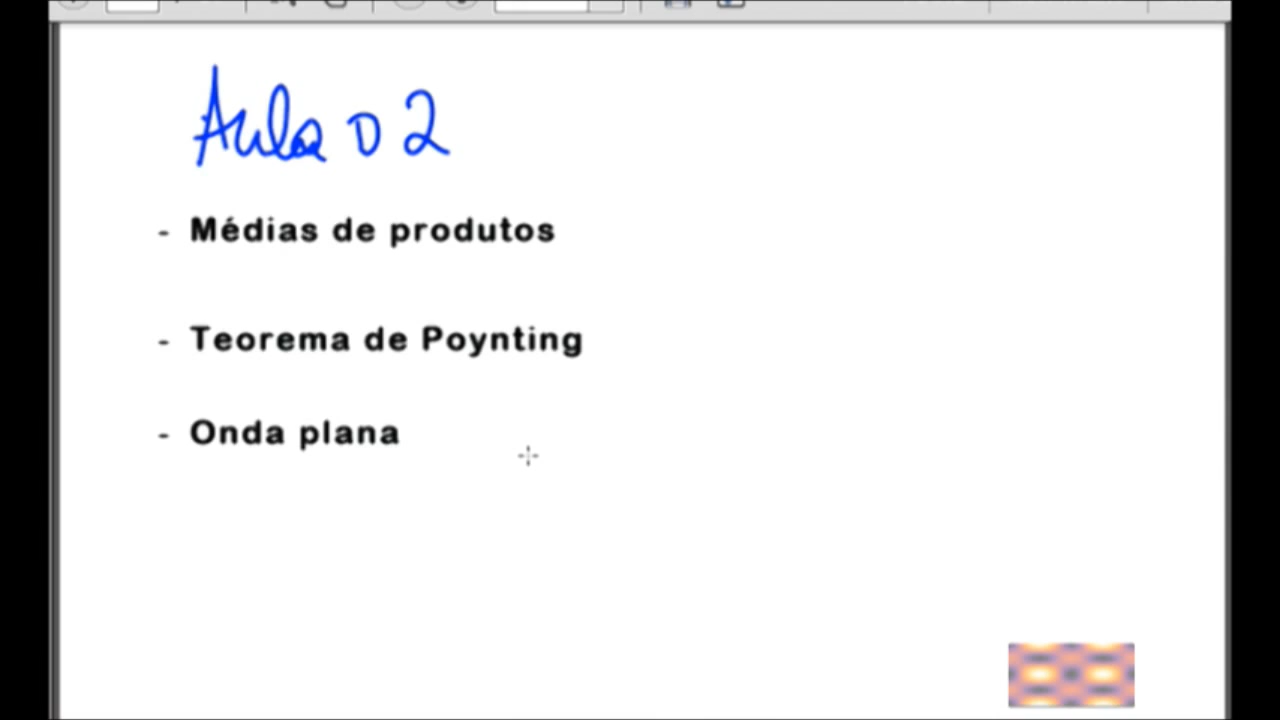 Aula 02
- Médias de produtos
- Teorema de Poynting
- Onda plana